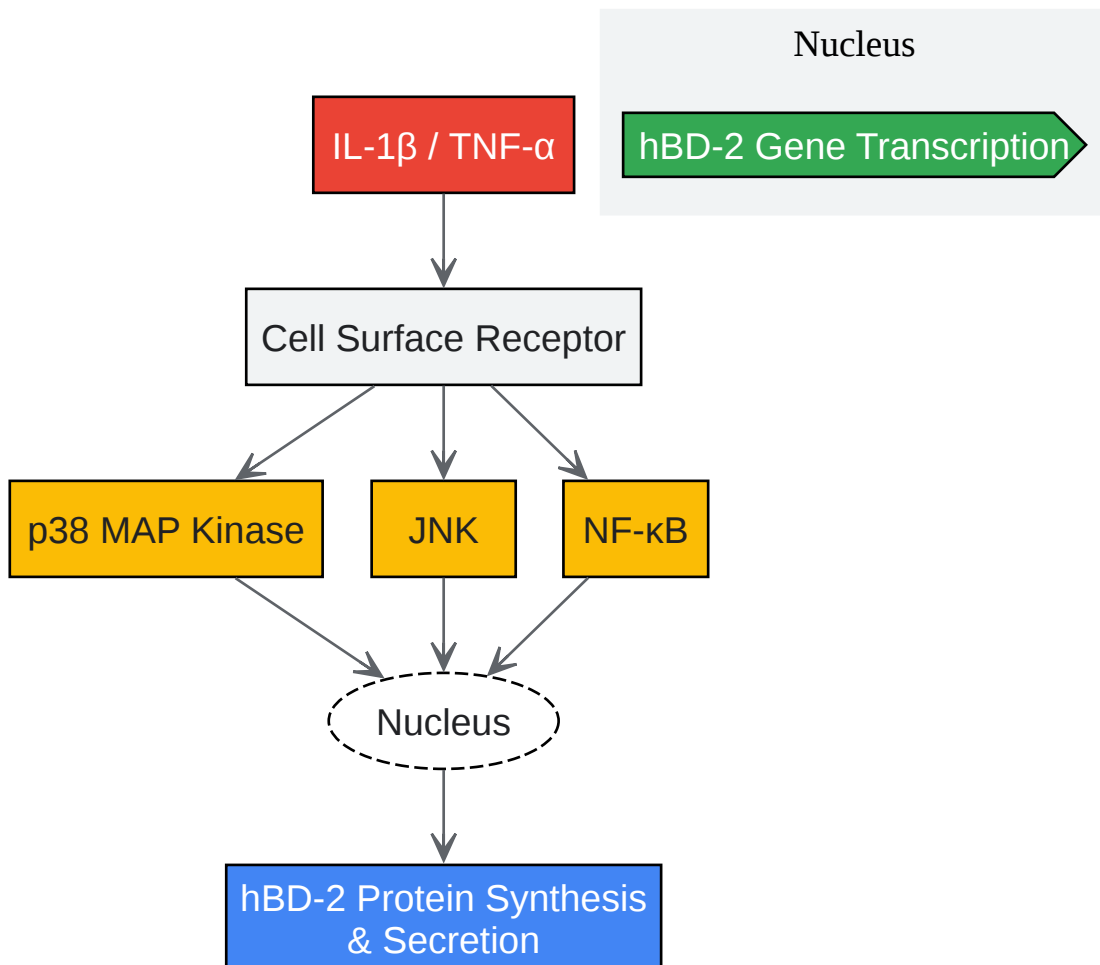 Nucleus
IL-1β / TNF-α
hBD-2 Gene Transcription
Cell Surface Receptor
p38 MAP Kinase
JNK
NF-κB
Nucleus
hBD-2 Protein Synthesis
& Secretion